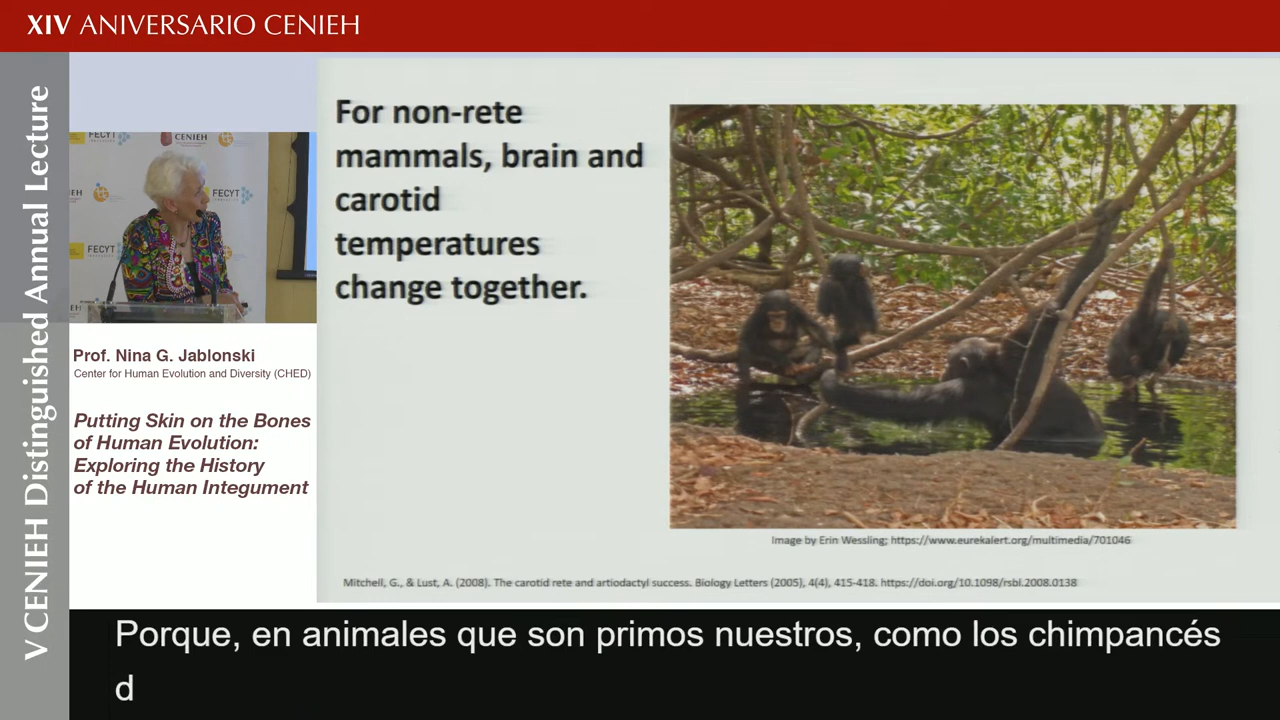 XIV ANIVERSARIO CENIEH
V CENIEH Distinguished Annual Lecture
FECYT
CENIEH
FECYT
FECYT
Prof. Nina G. Jablonski
Center for Human Evolution and Diversity (CHED)
Putting Skin on the Bones
of Human Evolution:
Exploring the History
of the Human Integument
For non-rete
mammals, brain and
carotid
temperatures
change together.
Image by Erin Wessling; https://www.eurekalert.org/multimedia/701046
Mitchell, G., & Lust, A. (2008). The carotid rete and artiodactyl success. Biology Letters (2005), 4(4), 415-418. https://doi.org/10.1098/rsbl.2008.0138
Porque, en animales que son primos nuestros, como los chimpancés
d